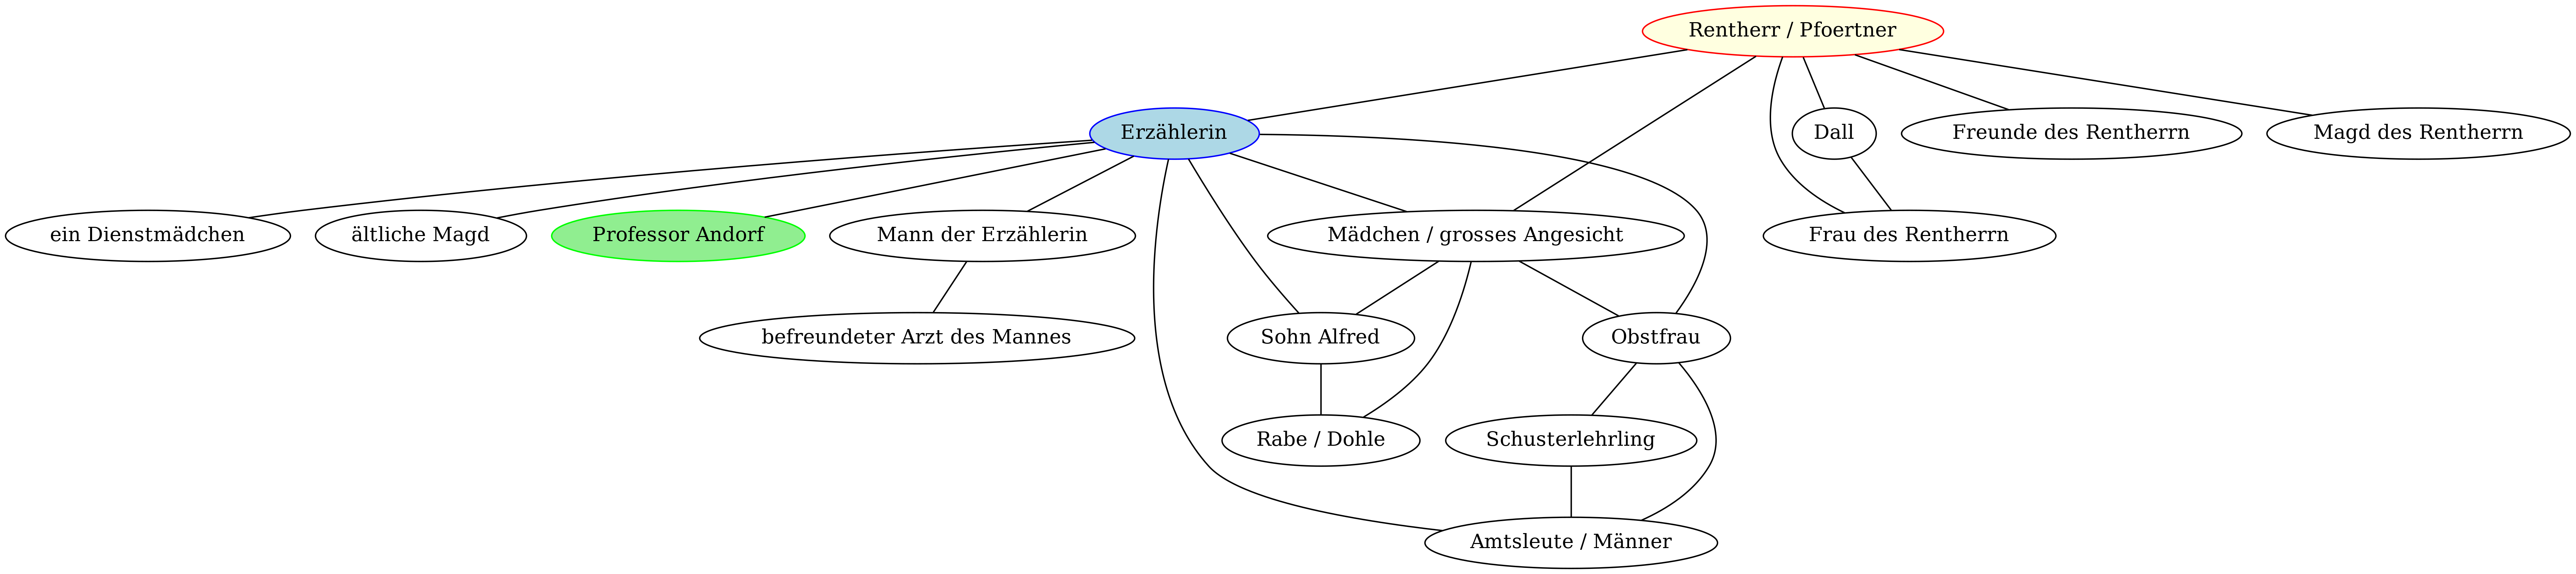 Rentherr / Pfoertner
Erzählerin
Dall
Freunde des Rentherrn
Magd des Rentherrn
ein Dienstmädchen
ältliche Magd
Professor Andorf
Mann der Erzählerin
Mädchen / grosses Angesicht
Frau des Rentherrn
befreundeter Arzt des Mannes
Sohn Alfred
Obstfrau
Rabe / Dohle
Schusterlehrling
Amtsleute / Männer